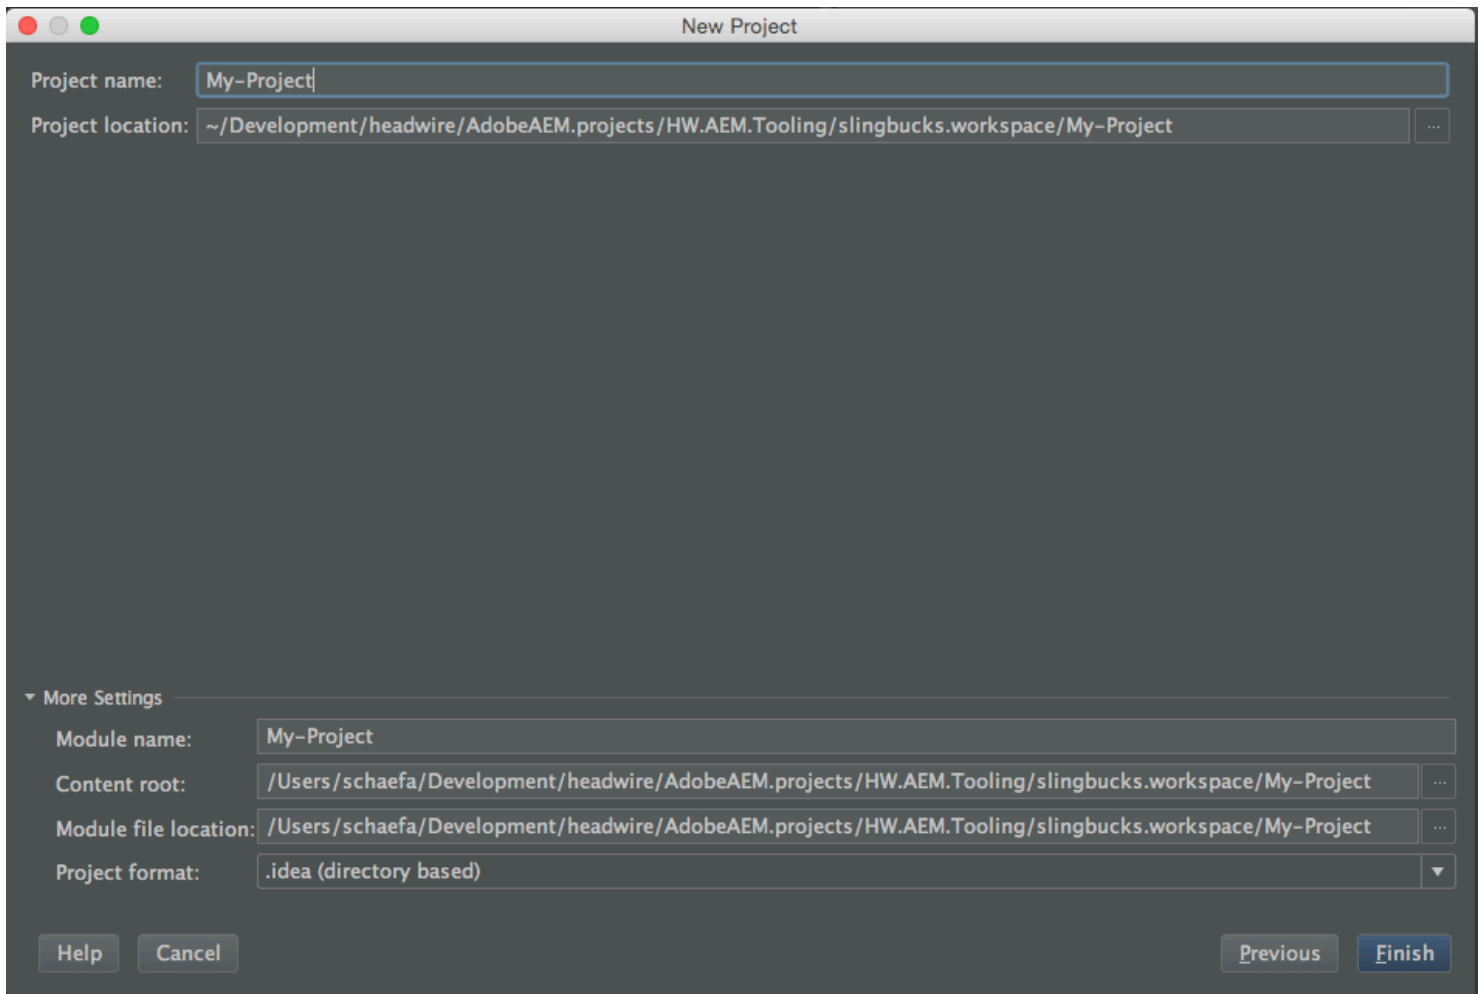 New Project
Project name: My-Project
Project location: ~/Development/headwire/AdobeAEM.projects/HW.AEM.Tooling/slingbucks.workspace/My-Project ...
More Settings
Module name: My-Project
Content root: /Users/schaefa/Development/headwire/AdobeAEM.projects/HW.AEM.Tooling/slingbucks.workspace/My-Project ...
Module file location: /Users/schaefa/Development/headwire/AdobeAEM.projects/HW.AEM.Tooling/slingbucks.workspace/My-Project ...
Project format: .idea (directory based)
Help Cancel Previous Finish